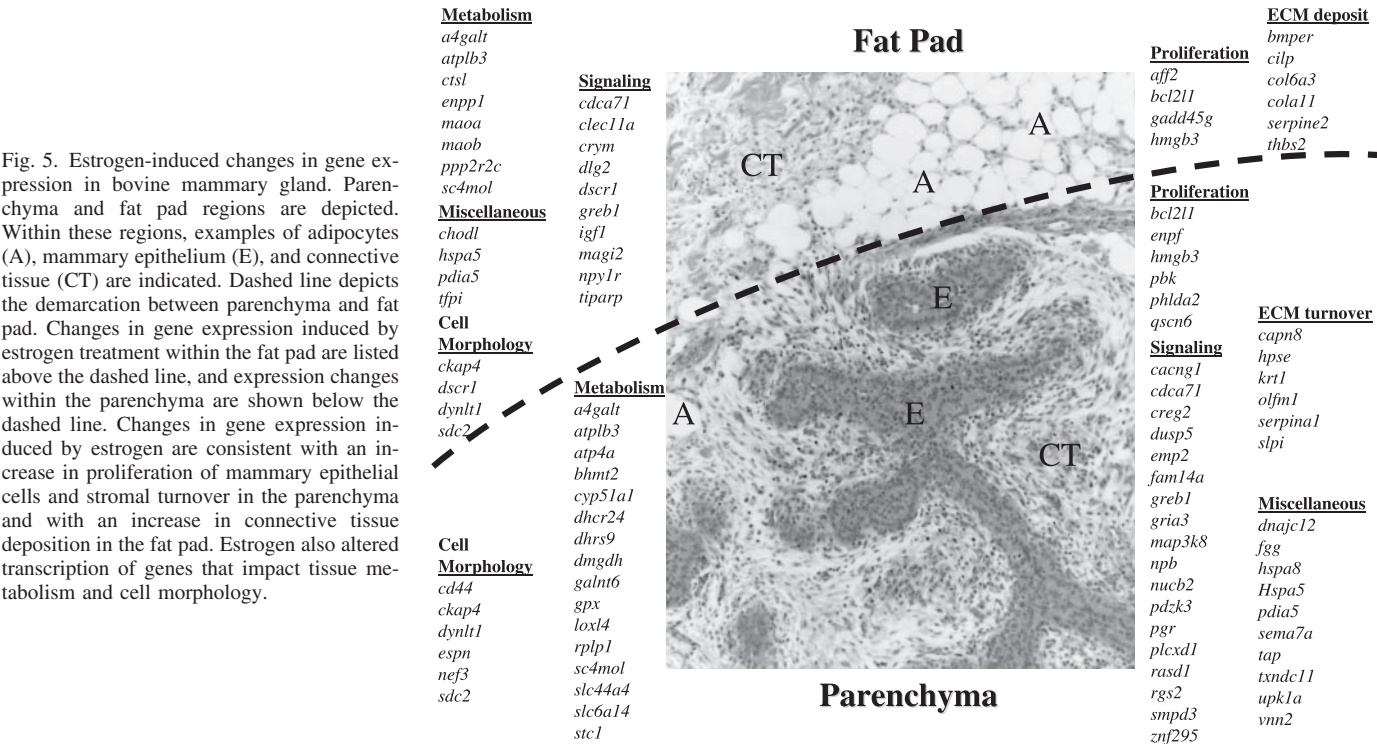 Fig. 5. Estrogen-induced changes in gene ex-
pression in bovine mammary gland. Paren-
chyma and fat pad regions are depicted.
Within these regions, examples of adipocytes
(A), mammary epithelium (E), and connective
tissue (CT) are indicated. Dashed line depicts
the demarcation between parenchyma and fat
pad. Changes in gene expression induced by
estrogen treatment within the fat pad are listed
above the dashed line, and expression changes
within the parenchyma are shown below the
dashed line. Changes in gene expression in-
duced by estrogen are consistent with an in-
crease in proliferation of mammary epithelial
cells and stromal turnover in the parenchyma
and with an increase in connective tissue
deposition in the fat pad. Estrogen also altered
transcription of genes that impact tissue me-
tabolism and cell morphology.
Metabolism
a4galt
atplb3
ctsl
enpp1
maoa
maob
ppp2r2c
sc4mol
Miscellaneous
chodl
hspa5
pdia5
tfpi
Cell
Morphology
ckap4
dscr1
dynlt1
sdc2
Signaling
cdca71
clec11a
crym
dlg2
dscr1
greb1
igf1
magi2
npy1r
tiparp
Fat Pad
CT
A
A
E
E
A
CT
Parenchyma
Proliferation
aff2
bcl2l1
gadd45g
hmgb3
ECM deposit
bmper
cilp
col6a3
cola11
serpine2
thbs2
Cell
Morphology
cd44
ckap4
dynlt1
espn
nef3
sdc2
Metabolism
a4galt
atplb3
atp4a
bhmt2
cyp51a1
dhcr24
dhrs9
dmgdh
galnt6
gpx
loxl4
rplp1
sc4mol
slc44a4
slc6a14
stc1
Proliferation
bcl2l1
enpf
hmgb3
pbk
phlda2
qscn6
Signaling
cacng1
cdca71
creg2
dusp5
emp2
fam14a
greb1
gria3
map3k8
npb
nucb2
pdzk3
pgr
plcxd1
rasd1
rgs2
smpd3
znf295
ECM turnover
capn8
hpse
krt1
olfm1
serpina1
slpi
Miscellaneous
dnajc12
fgg
hspa8
Hspa5
pdia5
sema7a
tap
txndc11
upk1a
vnn2